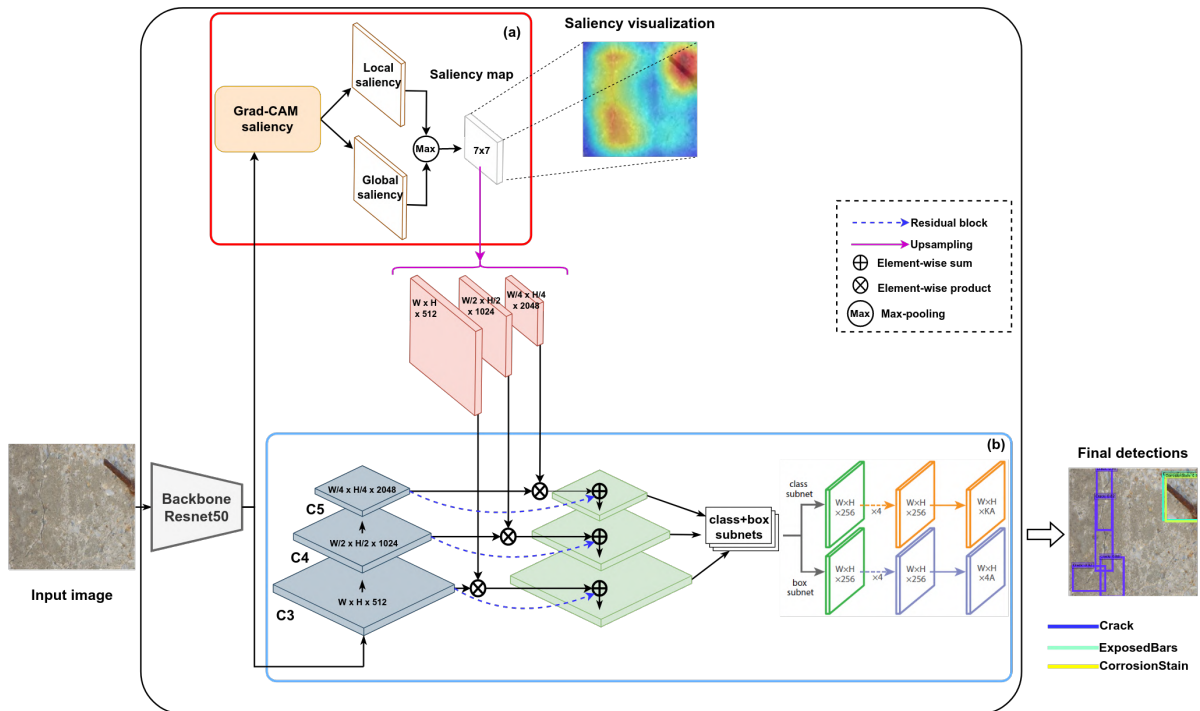 Saliency visualization
(a)
Local
saliency
Saliency map
Grad-CAM
saliency
Max
7x7
Global
saliency
Residual block
Upsampling
Element-wise sum
Element-wise product
Max
Max-pooling
W x H
x 512
W/2 x H/2
x 1024
W/4 x H/4
x 2048
(b)
Input image
Backbone
Resnet50
W/4 x H/4 x 2048
C5
W/2 x H/2 x 1024
C4
W x H x 512
C3
class+box
subnets
class
subnet
W×H
×256
×4
W×H
×256
W×H
×KA
box
subnet
W×H
×256
×4
W×H
×256
W×H
×4A
Final detections
Crack
ExposedBars
CorrosionStain